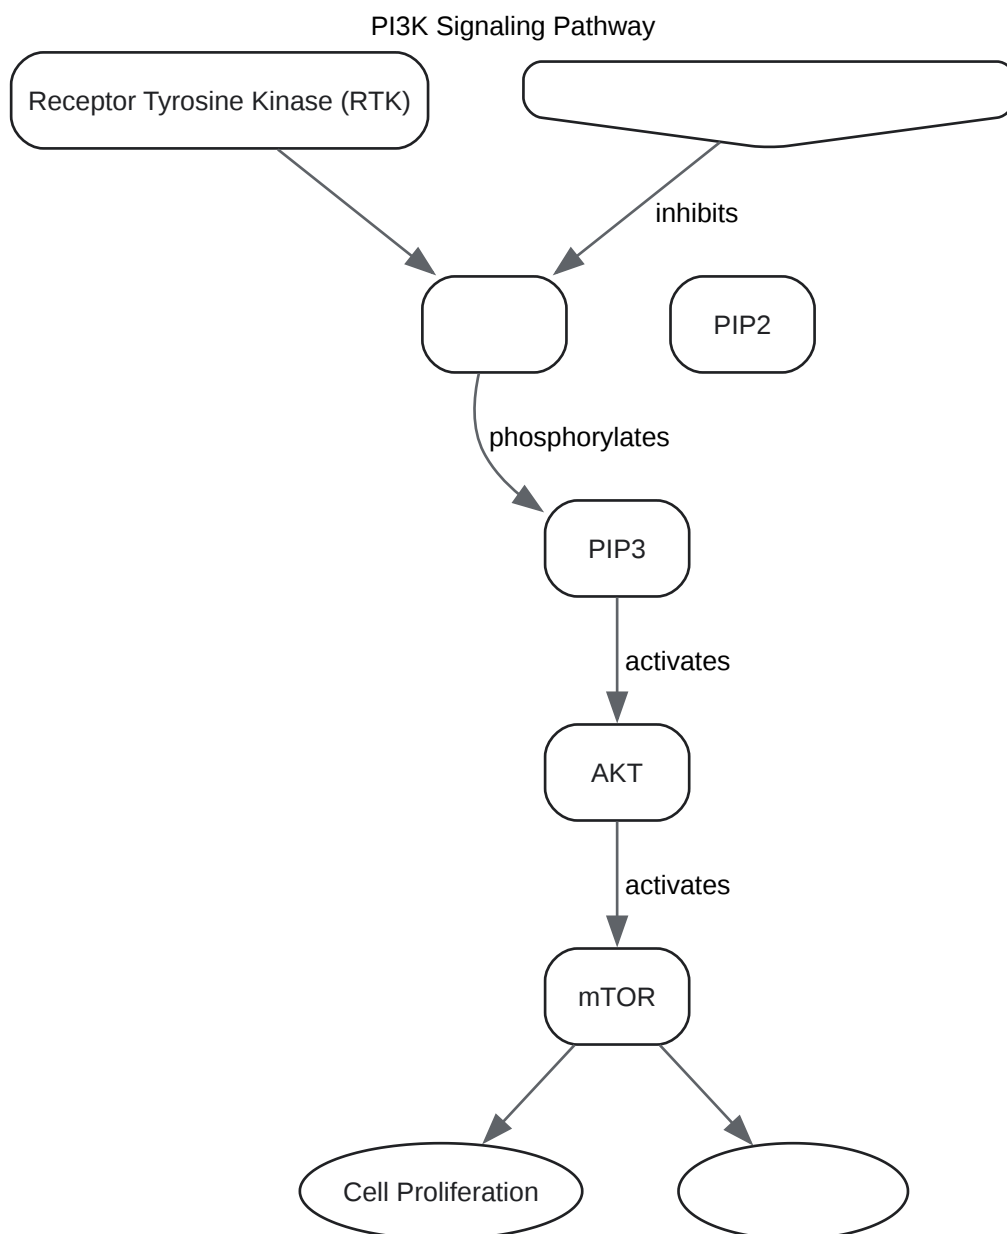 PI3K Signaling Pathway
Receptor Tyrosine Kinase (RTK)
inhibits
PIP2
phosphorylates
PIP3
activates
AKT
activates
mTOR
Cell Proliferation